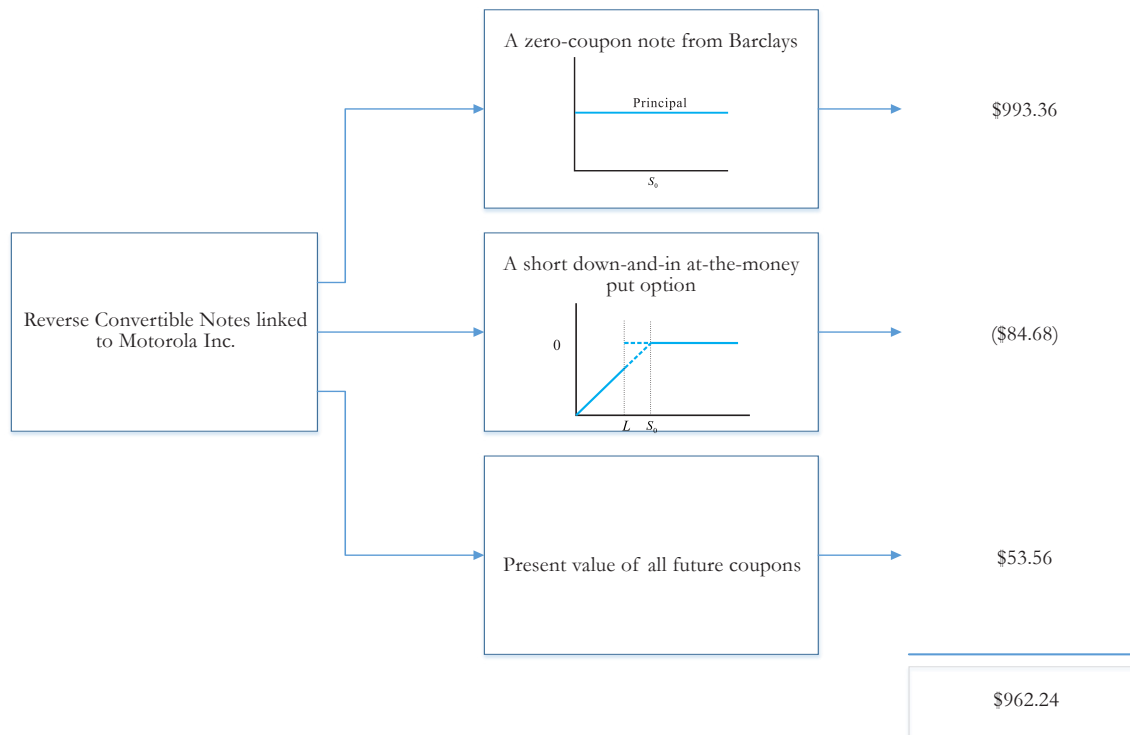 A zero-coupon note from Barclays
Principal
S₀
$993.36
Reverse Convertible Notes linked
to Motorola Inc.
A short down-and-in at-the-money
put option
0
L S₀
($84.68)
Present value of all future coupons
$53.56
$962.24